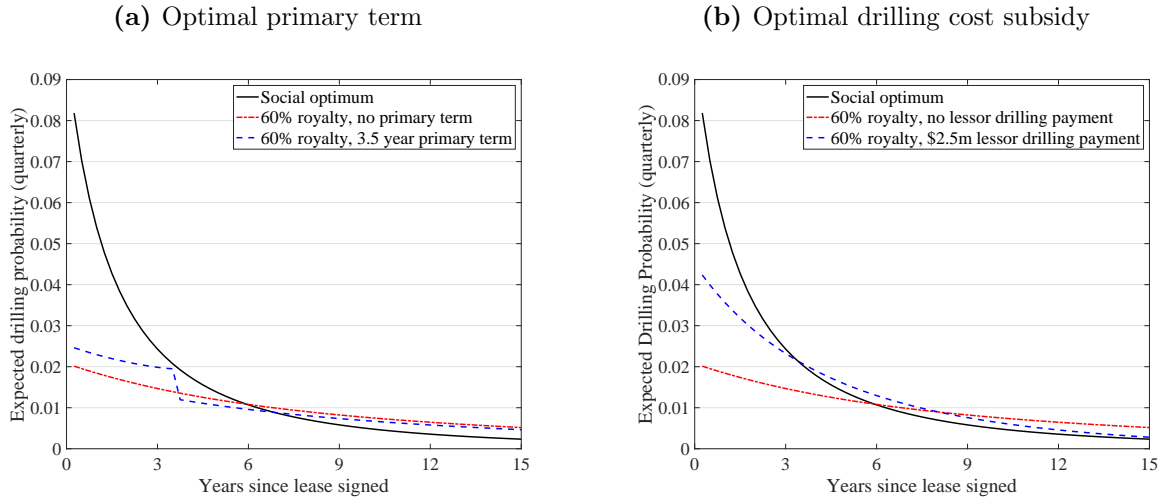 (a) Optimal primary term
Expected drilling probability (quarterly)
0.09
0.08
0.07
0.06
0.05
0.04
0.03
0.02
0.01
0
Social optimum
60% royalty, no primary term
60% royalty, 3.5 year primary term
0 3 6 9 12 15
Years since lease signed
(b) Optimal drilling cost subsidy
Expected Drilling Probability (quarterly)
0.09
0.08
0.07
0.06
0.05
0.04
0.03
0.02
0.01
0
Social optimum
60% royalty, no lessor drilling payment
60% royalty, $2.5m lessor drilling payment
0 3 6 9 12 15
Years since lease signed